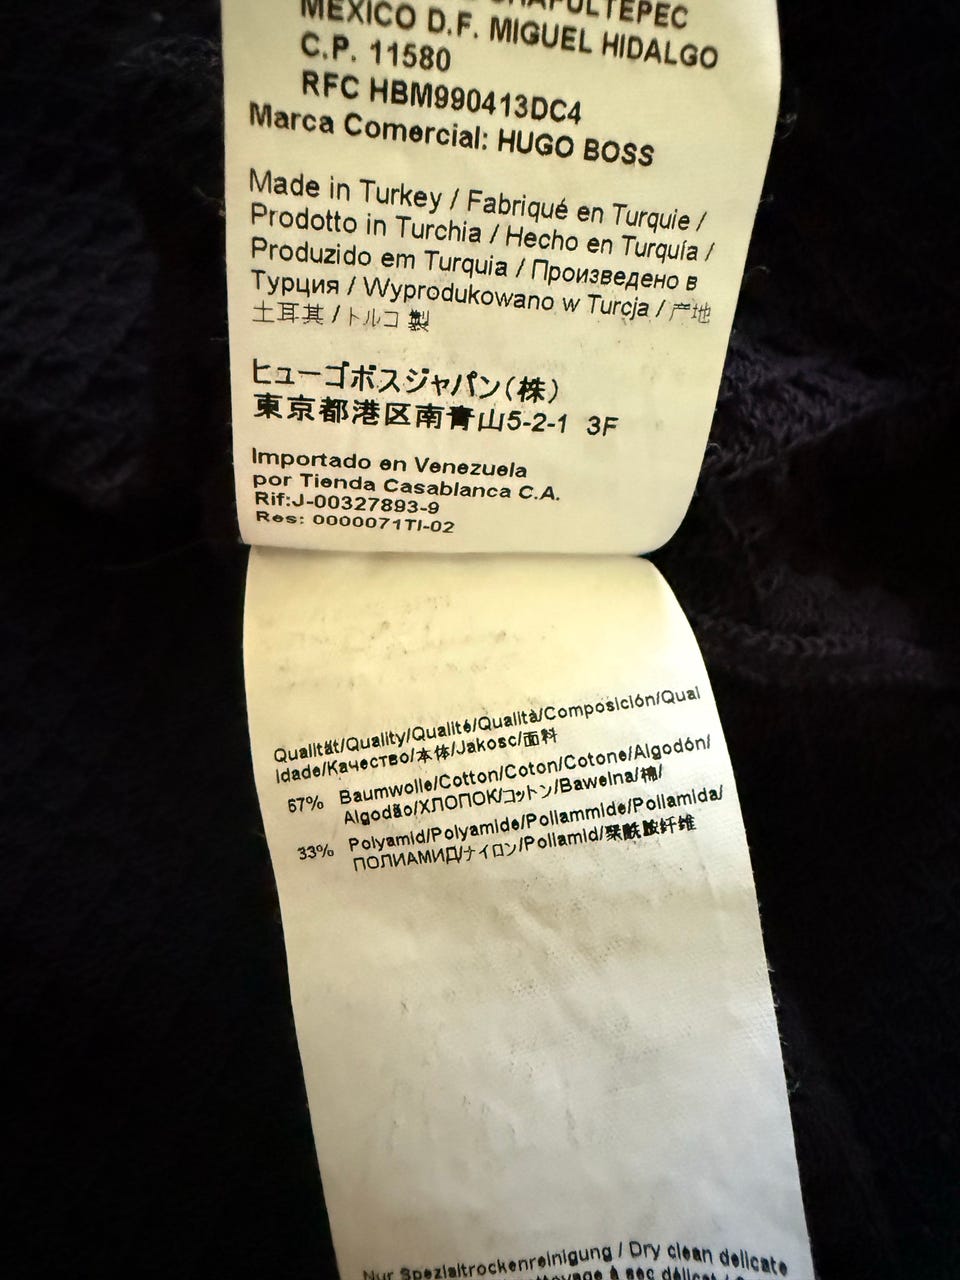 CHAPULTEPEC
MEXICO D.F. MIGUEL HIDALGO
C.P. 11580
RFC HBM990413DC4
Marca Comercial: HUGO BOSS
Made in Turkey / Fabriqué en Turquie /
Prodotto in Turchia / Hecho en Turquía /
Produzido em Turquia / Произведено в
Турция / Wyprodukowano w Turcja / 产地
土耳其 / トルコ 製
ヒューゴボスジャパン(株)
東京都港区南青山5-2-1 3F
Importado en Venezuela
por Tienda Casablanca C.A.
Rif:J-00327893-9
Res: 0000071TI-02
Qualität/Quality/Qualité/Qualità/Composición/Qual
idade/Качество/本体/Jakosc/面料
67% Baumwolle/Cotton/Coton/Cotone/Algodón/
Algodão/ХЛОПОК/コットン/Bawelna/棉/
33% Polyamid/Polyamide/Poliammide/Poliamida/
ПОЛИАМИД/ナイロン/Poliamid/聚酰胺纤维
Nur Spezialtrockenreinigung / Dry clean delicate
à sec délicat